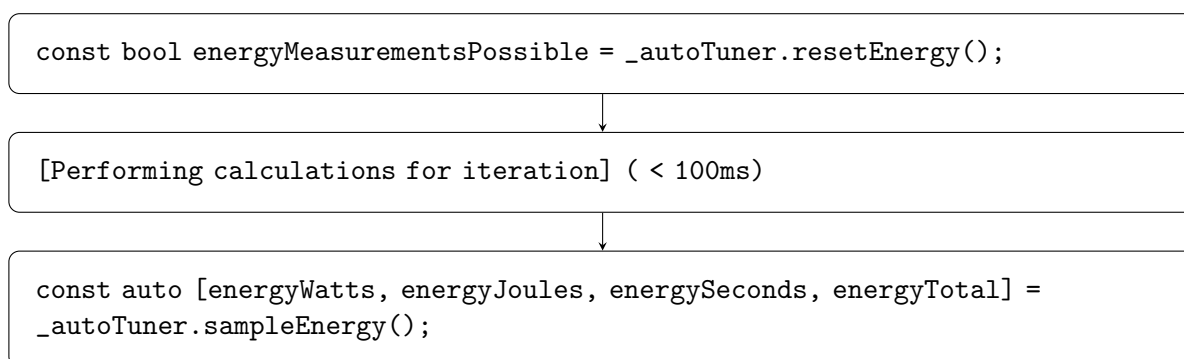 const bool energyMeasurementsPossible = _autoTuner.resetEnergy();
[Performing calculations for iteration] ( < 100ms)
const auto [energyWatts, energyJoules, energySeconds, energyTotal] =
_autoTuner.sampleEnergy();